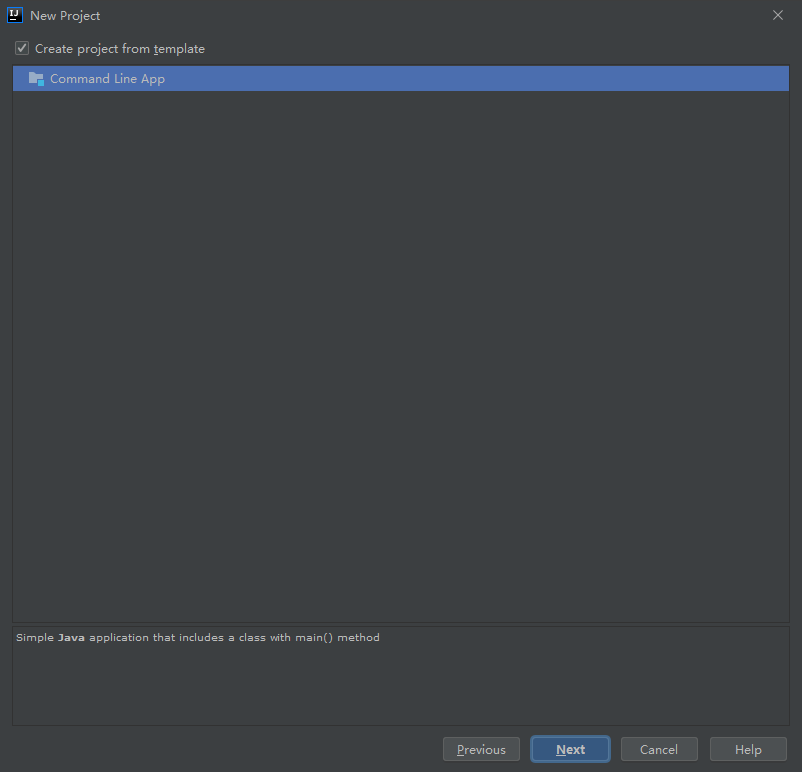 IJ New Project
Create project from template
Command Line App
Simple Java application that includes a class with main() method
Previous Next Cancel Help